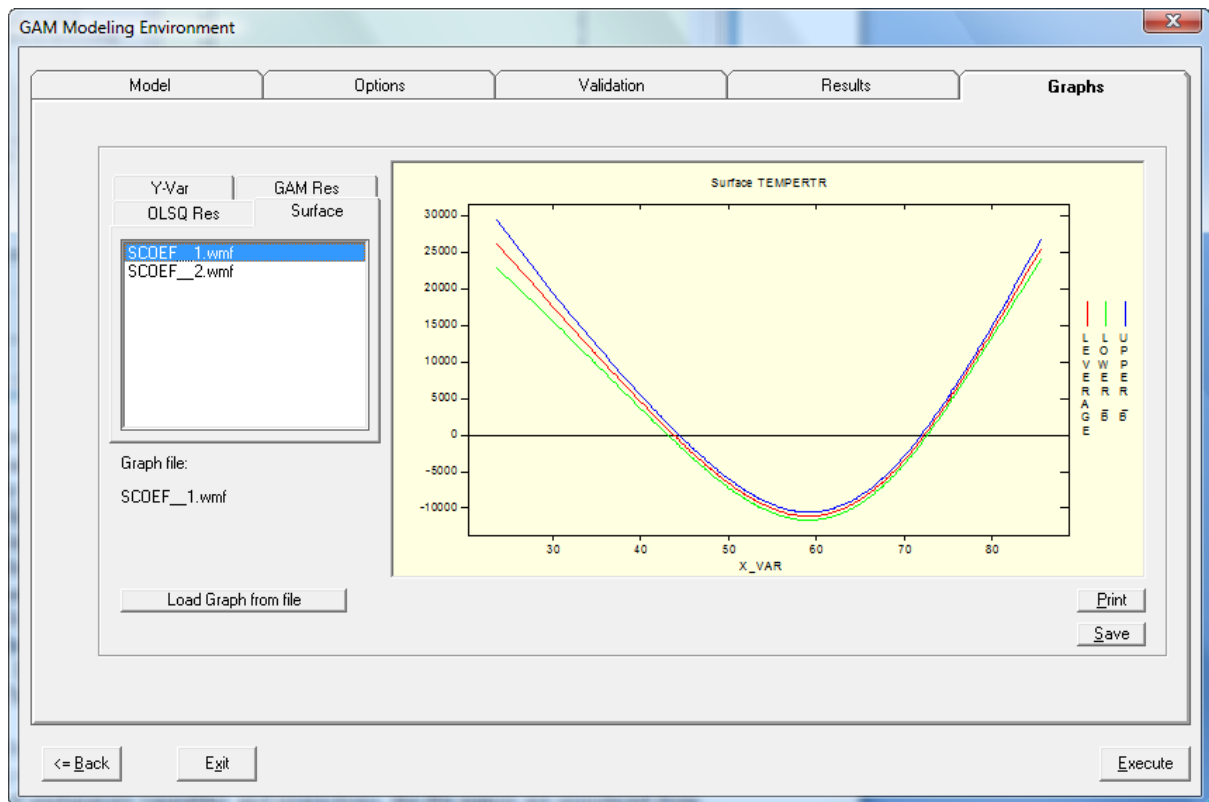 GAM Modeling Environment
Model
Options
Validation
Results
Graphs
Y-Var
GAM Res
OLSQ Res
Surface
SCOEF__1.wmf
SCOEF__2.wmf
Graph file:
SCOEF__1.wmf
Load Graph from file
Surface TEMPERTR
30000
25000
20000
15000
10000
5000
0
-5000
-10000
30
40
50
60
70
80
X_VAR
LEVERAGE
LOWER_
UPPER_
Print
Save
<= Back
Exit
Execute